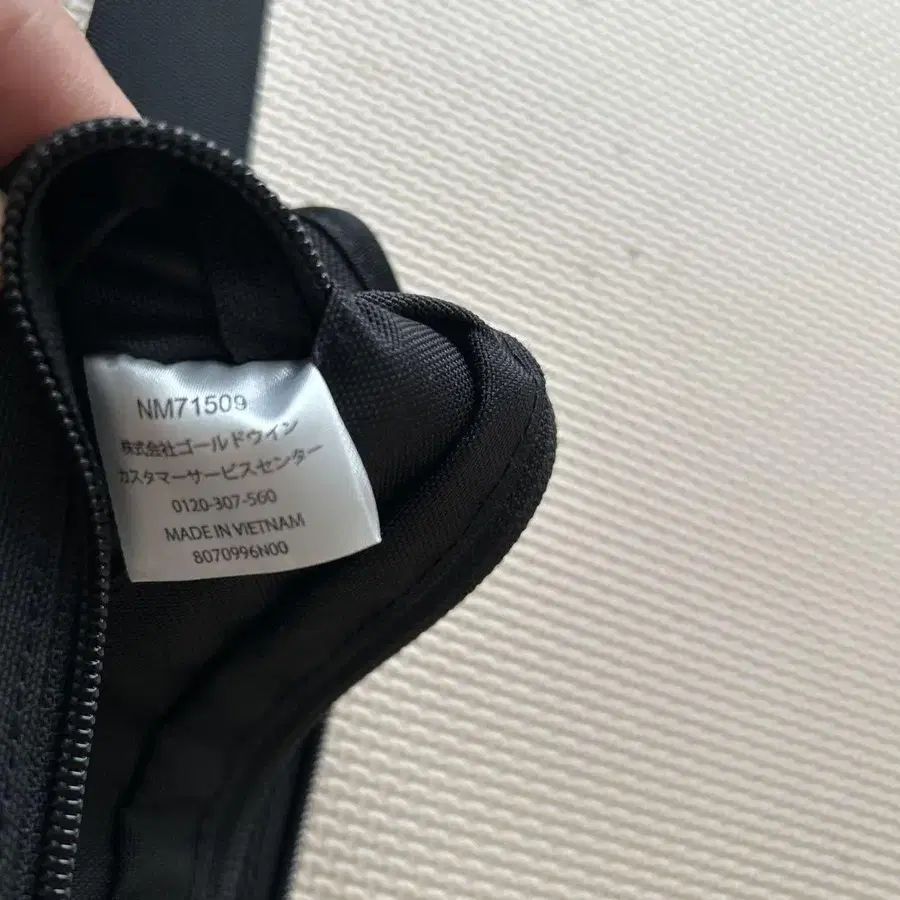 NM71509
株式会社ゴールドウイン
カスタマーサービスセンター
0120-307-560
MADE IN VIETNAM
8070996N00